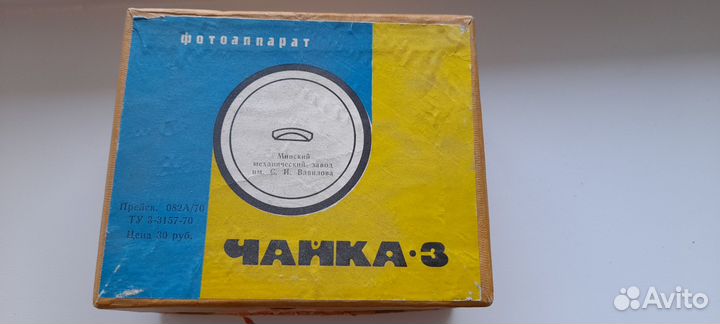 фотоаппарат
Минский
механический завод
им. С. И. Вавилова
Прейск. 082А/70
ТУ 3-3157-70
Цена 30 руб.
ЧАЙКА·3
Avito